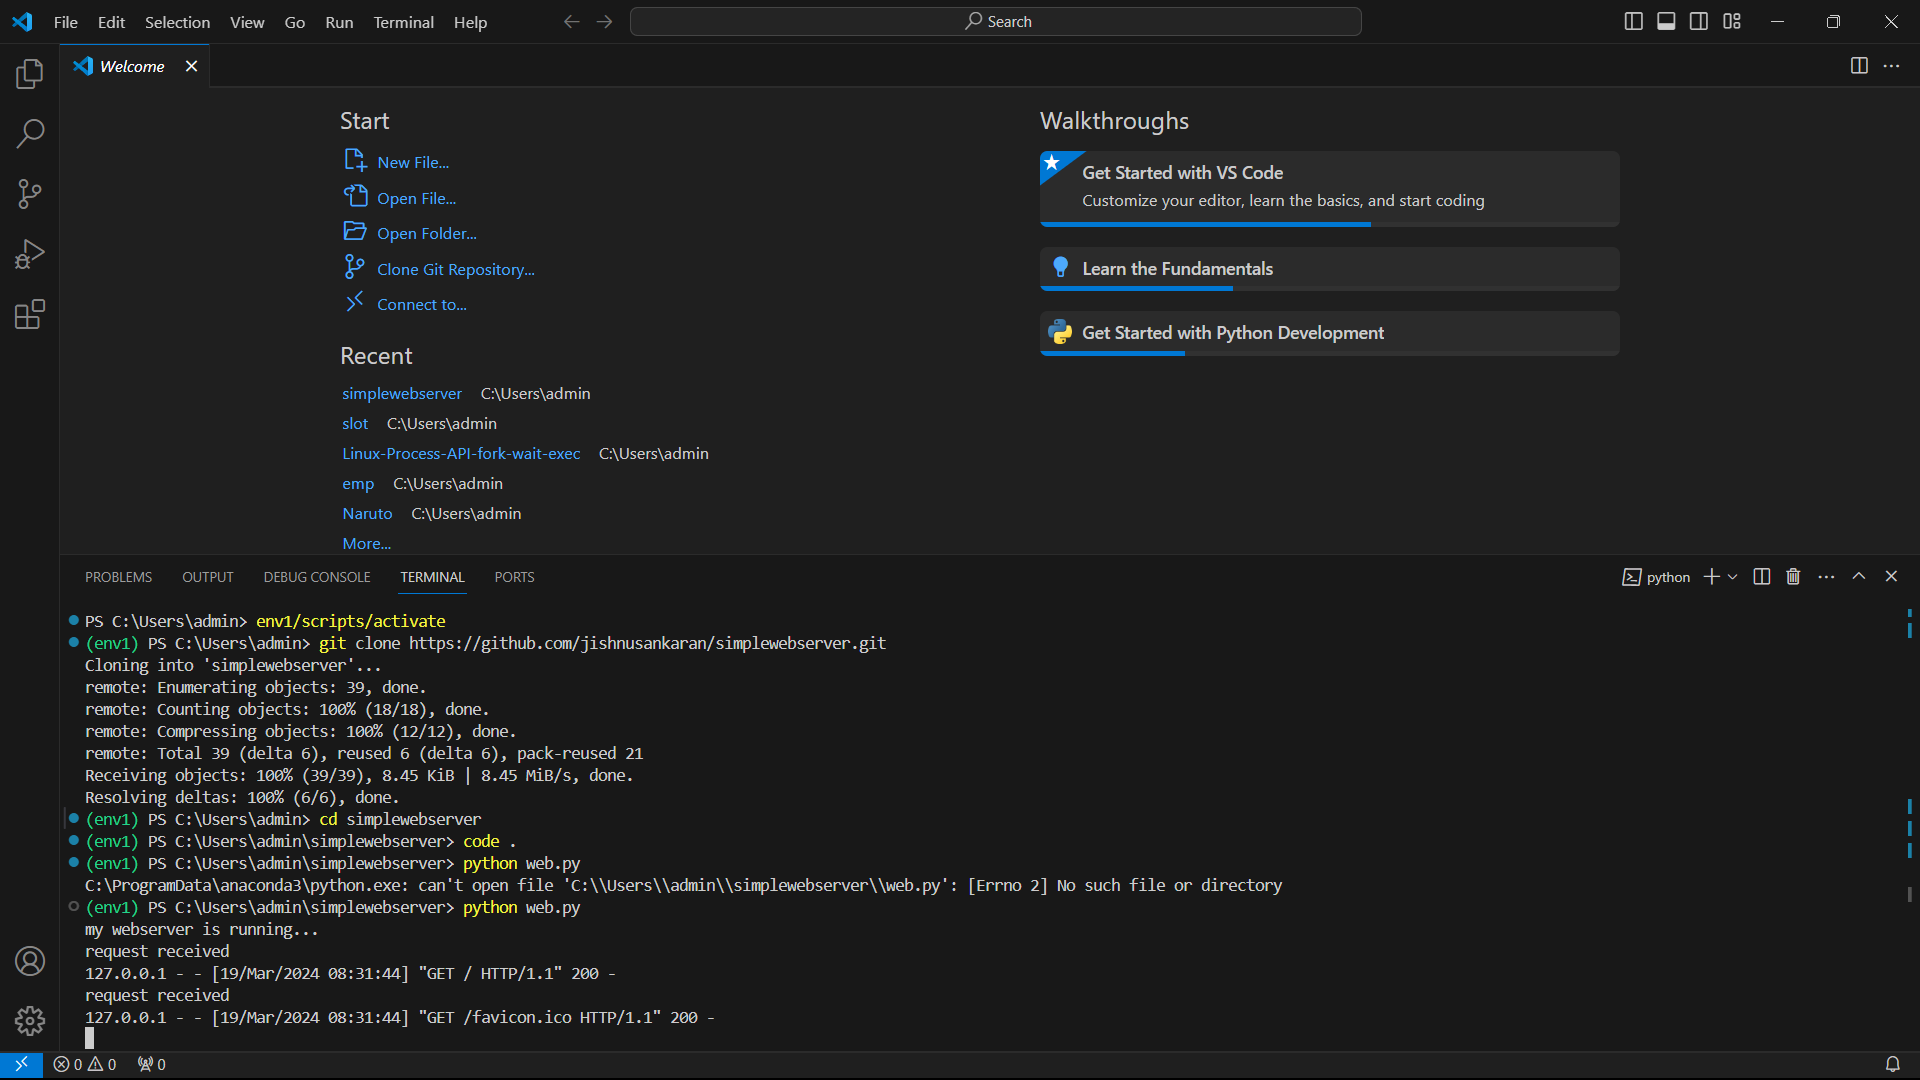 File Edit Selection View Go Run Terminal Help Search
Welcome
Start
New File...
Open File...
Open Folder...
Clone Git Repository...
Connect to...
Recent
simplewebserver C:\Users\admin
slot C:\Users\admin
Linux-Process-API-fork-wait-exec C:\Users\admin
emp C:\Users\admin
Naruto C:\Users\admin
More...
Walkthroughs
Get Started with VS Code
Customize your editor, learn the basics, and start coding
Learn the Fundamentals
Get Started with Python Development
PROBLEMS OUTPUT DEBUG CONSOLE TERMINAL PORTS python
PS C:\Users\admin> env1/scripts/activate
(env1) PS C:\Users\admin> git clone https://github.com/jishnusankaran/simplewebserver.git
Cloning into 'simplewebserver'...
remote: Enumerating objects: 39, done.
remote: Counting objects: 100% (18/18), done.
remote: Compressing objects: 100% (12/12), done.
remote: Total 39 (delta 6), reused 6 (delta 6), pack-reused 21
Receiving objects: 100% (39/39), 8.45 KiB | 8.45 MiB/s, done.
Resolving deltas: 100% (6/6), done.
(env1) PS C:\Users\admin> cd simplewebserver
(env1) PS C:\Users\admin\simplewebserver> code .
(env1) PS C:\Users\admin\simplewebserver> python web.py
C:\ProgramData\anaconda3\python.exe: can't open file 'C:\\Users\\admin\\simplewebserver\\web.py': [Errno 2] No such file or directory
(env1) PS C:\Users\admin\simplewebserver> python web.py
my webserver is running...
request received
127.0.0.1 - - [19/Mar/2024 08:31:44] "GET / HTTP/1.1" 200 -
request received
127.0.0.1 - - [19/Mar/2024 08:31:44] "GET /favicon.ico HTTP/1.1" 200 -
0 0 0